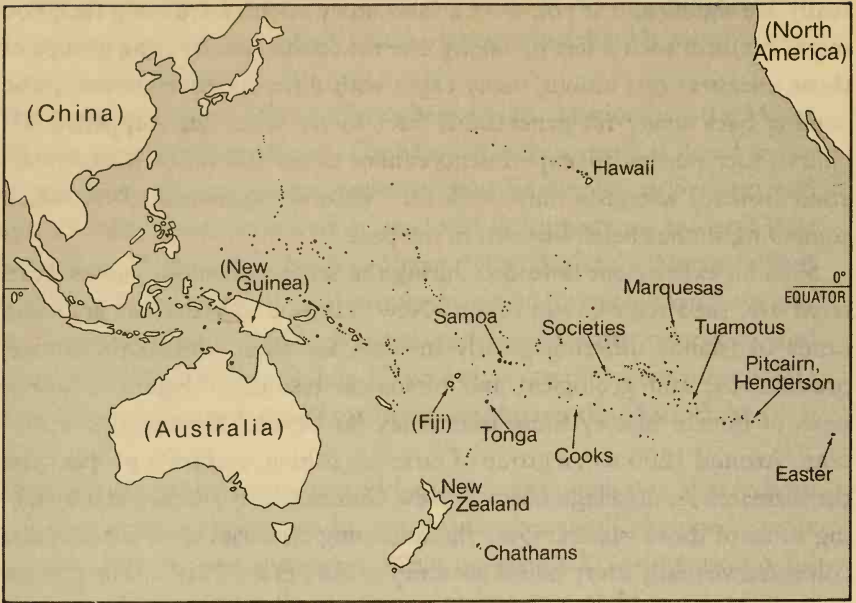 (North
America)
(China)
Hawaii
(New
Guinea)
0°
0°
EQUATOR
Marquesas
Samoa
Societies
Tuamotus
Pitcairn,
Henderson
(Australia)
(Fiji)
Tonga
Cooks
Easter
New
Zealand
Chathams